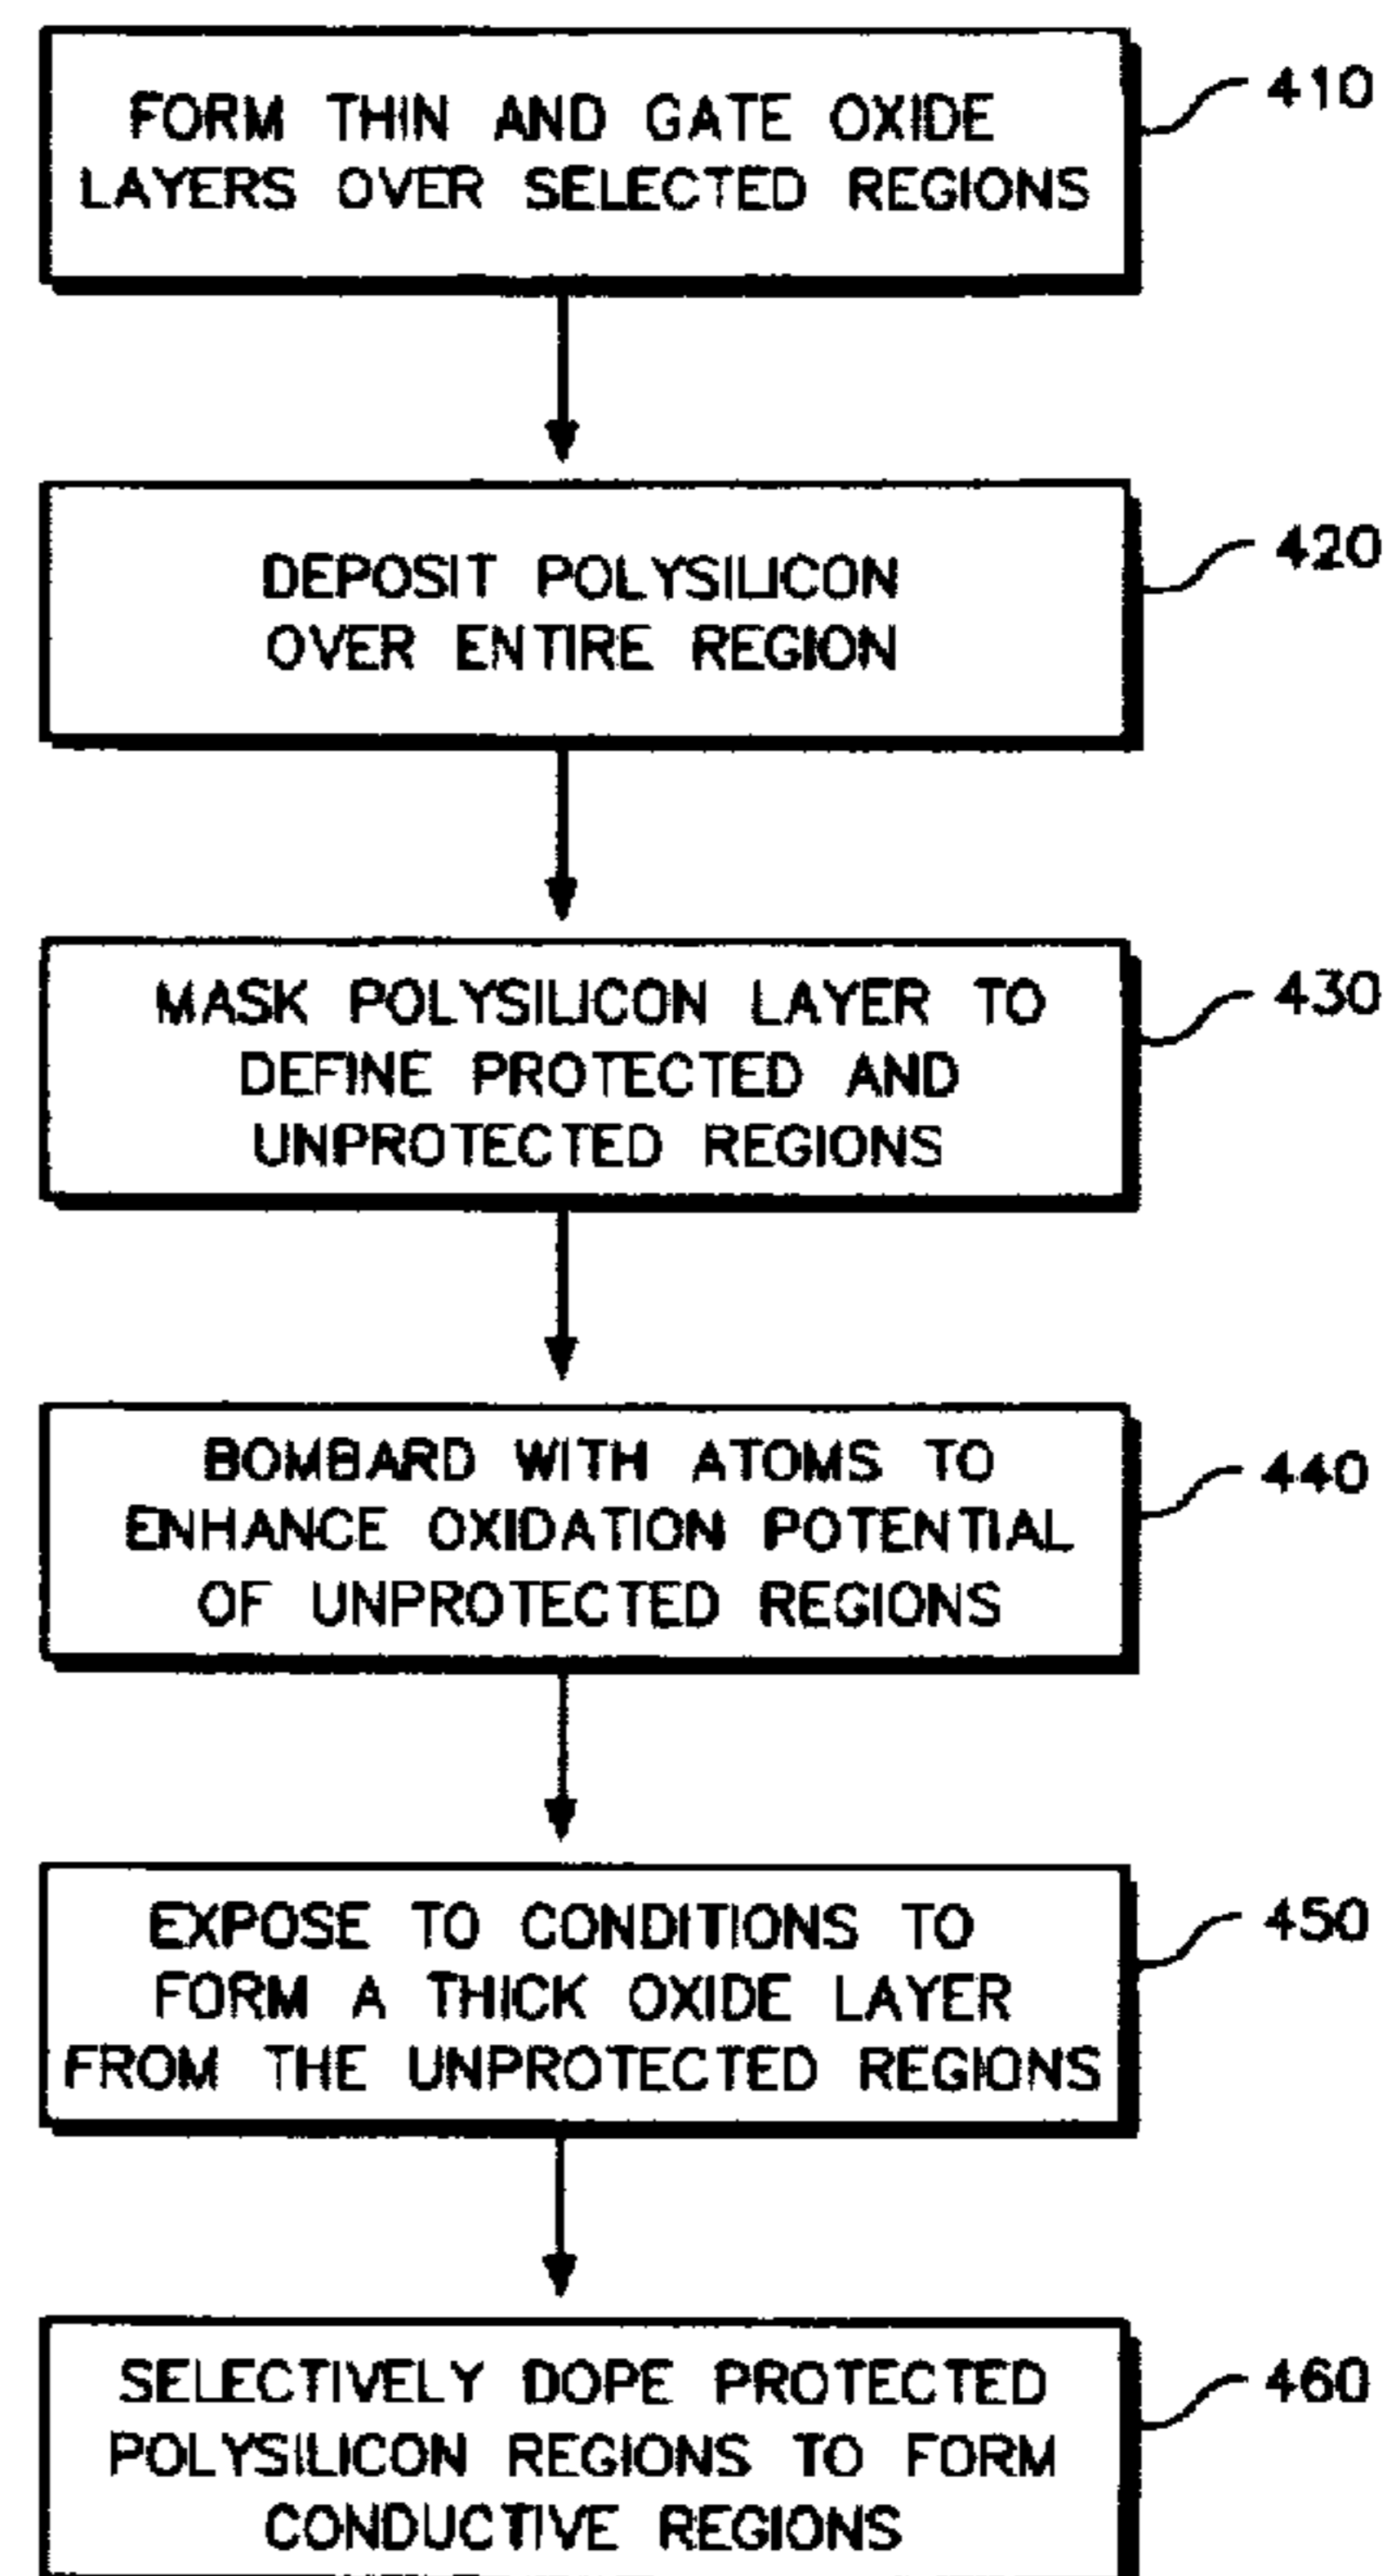 FORM THIN AND GATE OXIDE
LAYERS OVER SELECTED REGIONS
410
DEPOSIT POLYSILICON
OVER ENTIRE REGION
420
MASK POLYSILICON LAYER TO
DEFINE PROTECTED AND
UNPROTECTED REGIONS
430
BOMBARD WITH ATOMS TO
ENHANCE OXIDATION POTENTIAL
OF UNPROTECTED REGIONS
440
EXPOSE TO CONDITIONS TO
FORM A THICK OXIDE LAYER
FROM THE UNPROTECTED REGIONS
450
SELECTIVELY DOPE PROTECTED
POLYSILICON REGIONS TO FORM
CONDUCTIVE REGIONS
460